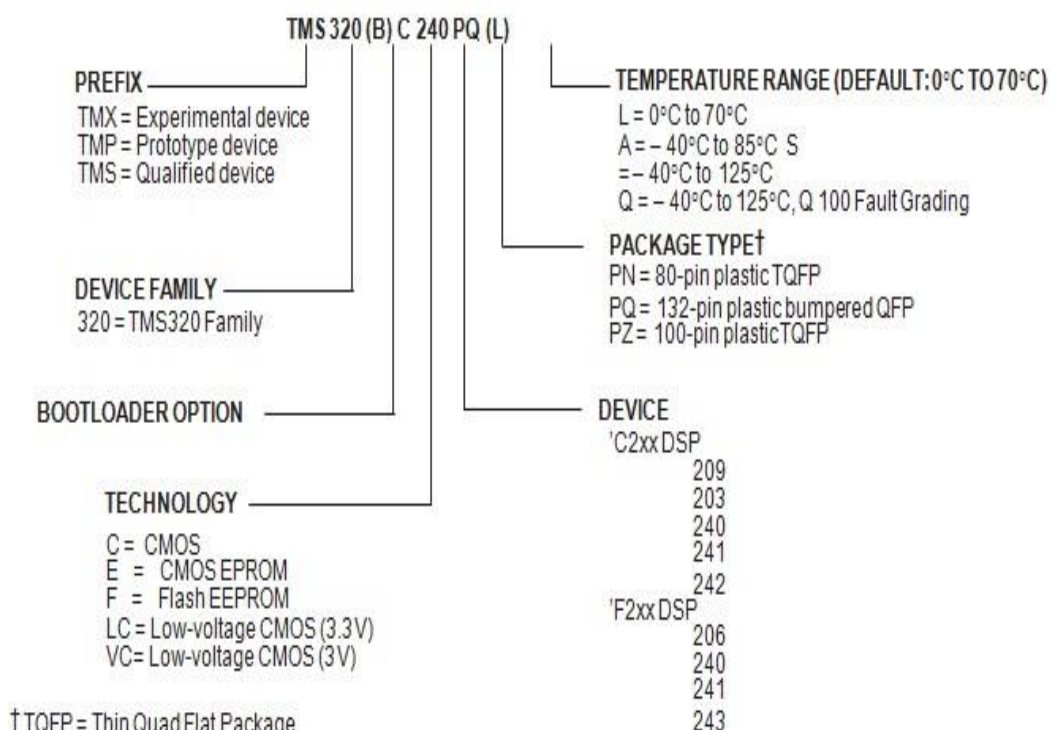 TMS 320 (B) C 240 PQ (L)
PREFIX
TMX = Experimental device
TMP = Prototype device
TMS = Qualified device
TEMPERATURE RANGE (DEFAULT: 0°C TO 70°C)
L = 0°C to 70°C
A = – 40°C to 85°C S
= – 40°C to 125°C
Q = – 40°C to 125°C, Q 100 Fault Grading
PACKAGE TYPE†
PN = 80-pin plastic TQFP
PQ = 132-pin plastic bumpered QFP
PZ = 100-pin plastic TQFP
DEVICE FAMILY
320 = TMS320 Family
BOOTLOADER OPTION
DEVICE
'C2xx DSP
209
203
240
241
242
'F2xx DSP
206
240
241
243
TECHNOLOGY
C = CMOS
E = CMOS EPROM
F = Flash EEPROM
LC = Low-voltage CMOS (3.3V)
VC = Low-voltage CMOS (3V)
† TQFP = Thin Quad Flat Package